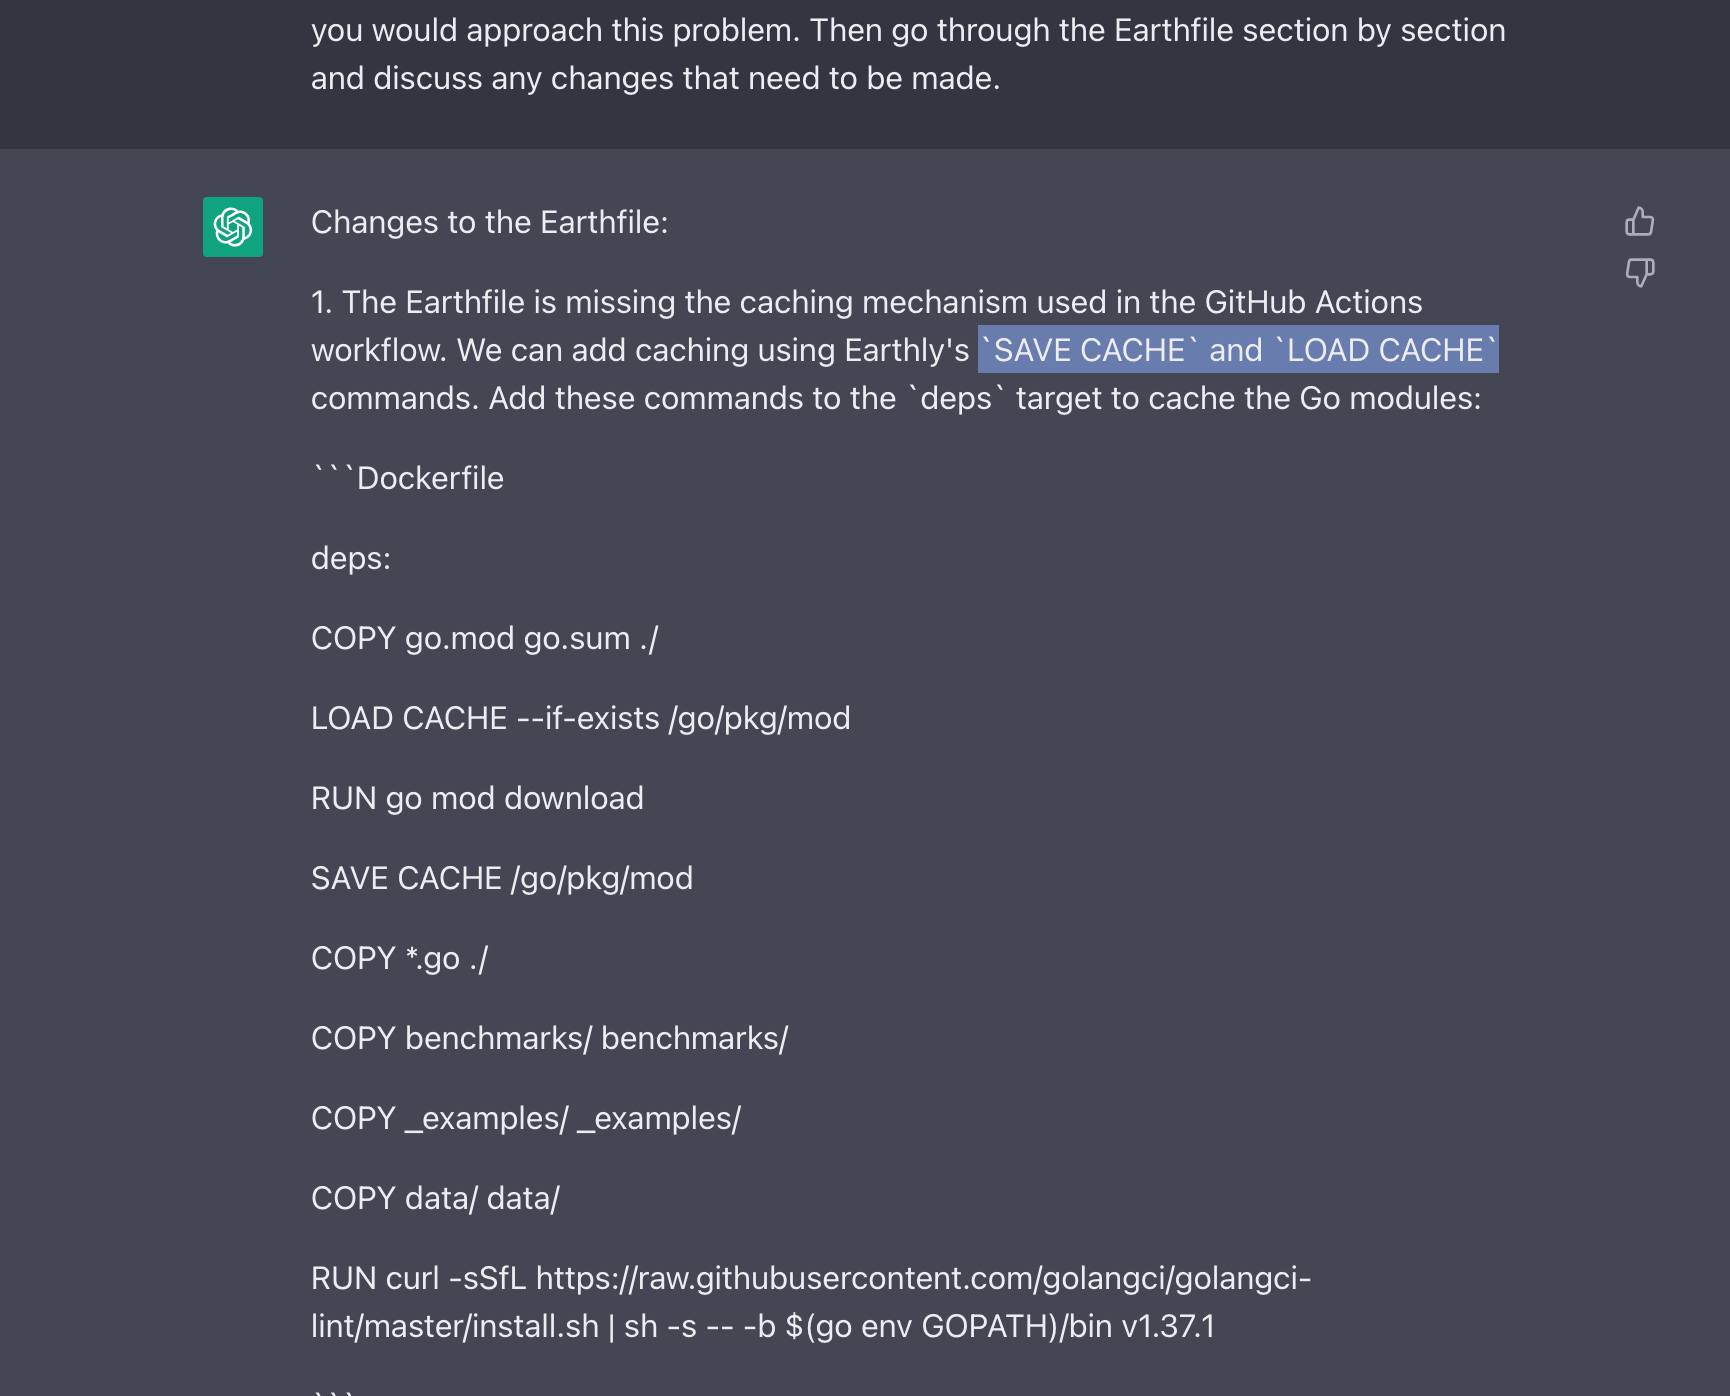 you would approach this problem. Then go through the Earthfile section by section
and discuss any changes that need to be made.
Changes to the Earthfile:
1. The Earthfile is missing the caching mechanism used in the GitHub Actions
workflow. We can add caching using Earthly's `SAVE CACHE` and `LOAD CACHE`
commands. Add these commands to the `deps` target to cache the Go modules:
```Dockerfile
deps:
COPY go.mod go.sum ./
LOAD CACHE --if-exists /go/pkg/mod
RUN go mod download
SAVE CACHE /go/pkg/mod
COPY *.go ./
COPY benchmarks/ benchmarks/
COPY _examples/ _examples/
COPY data/ data/
RUN curl -sSfL https://raw.githubusercontent.com/golangci/golangci-
lint/master/install.sh | sh -s -- -b $(go env GOPATH)/bin v1.37.1
```